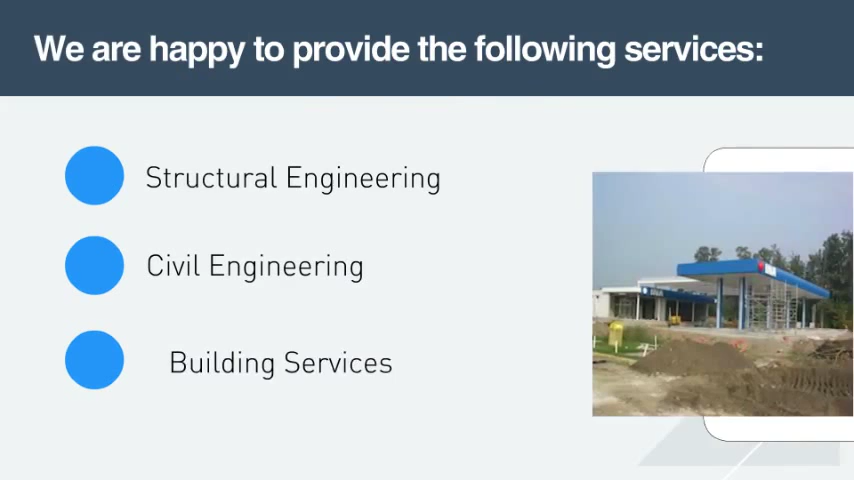 We are happy to provide the following services:
Structural Engineering
Civil Engineering
Building Services